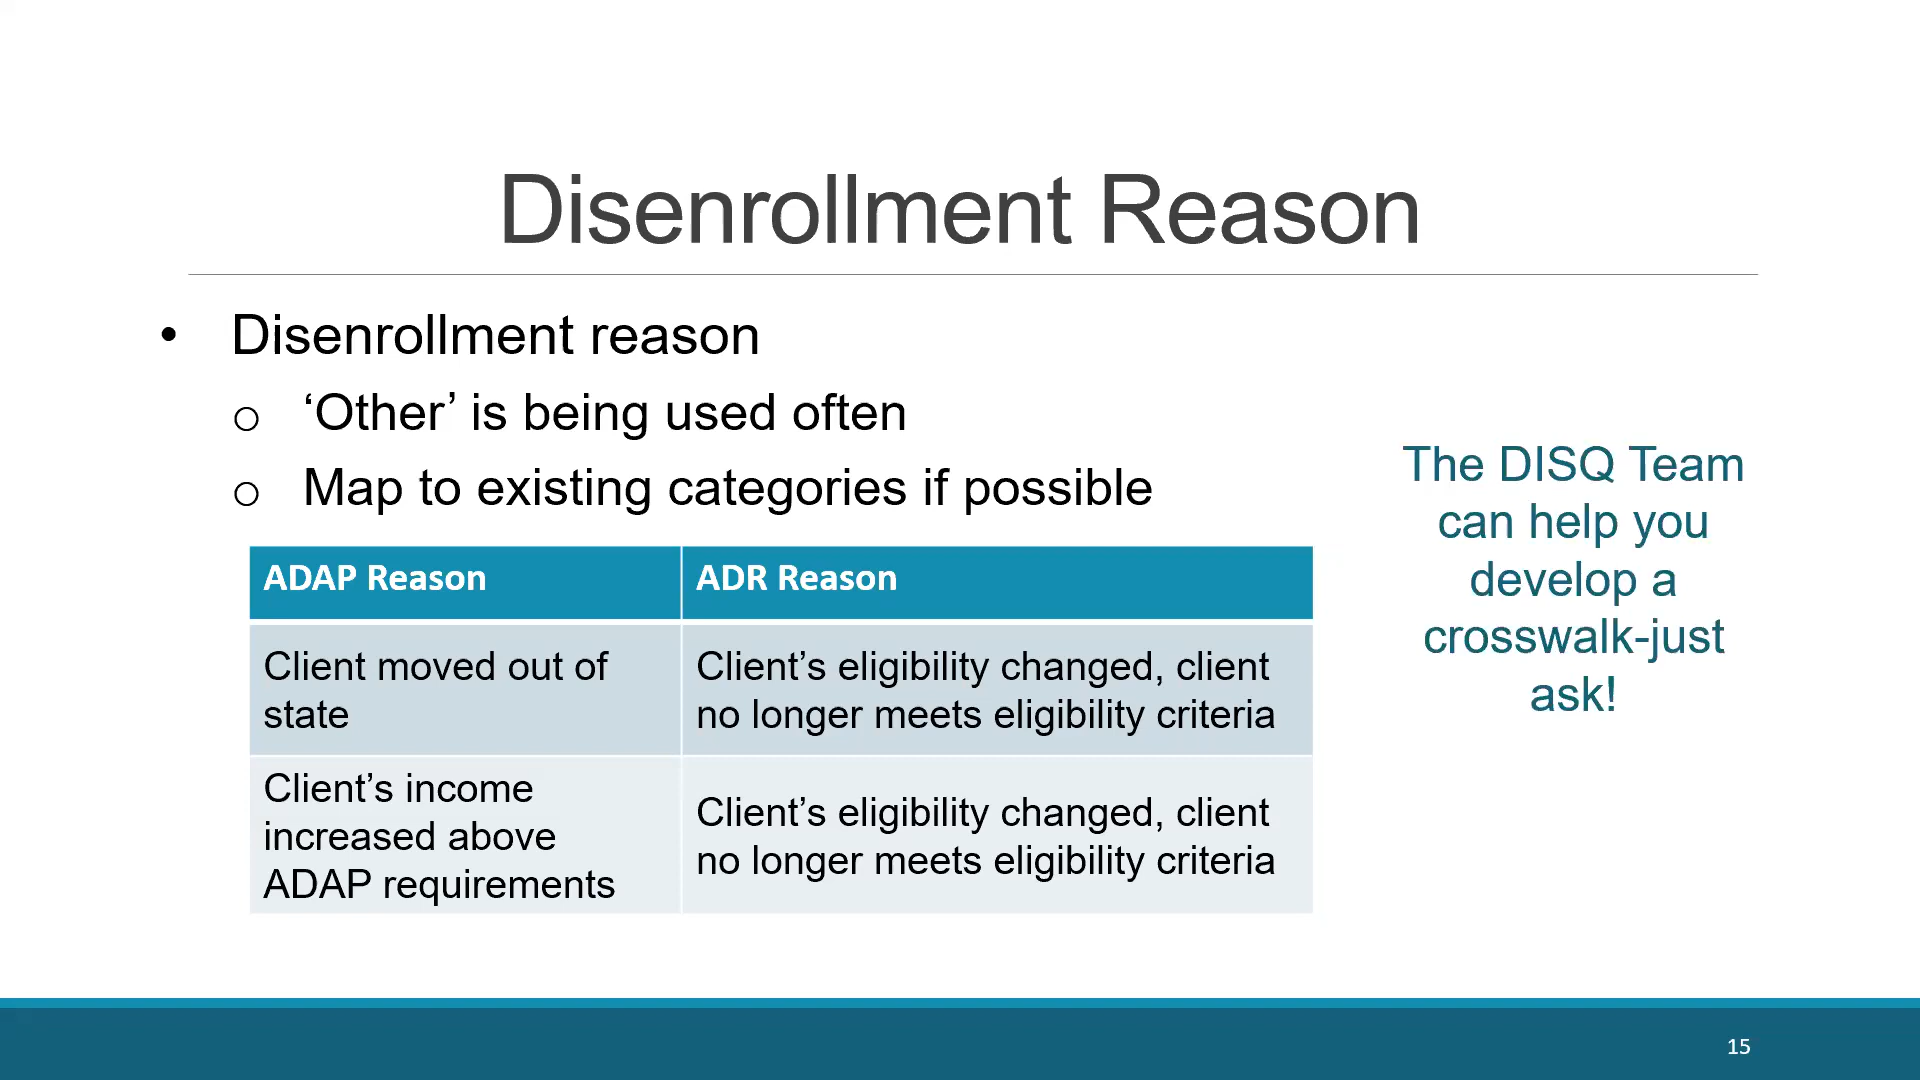 Disenrollment Reason
• Disenrollment reason
o ‘Other’ is being used often
o Map to existing categories if possible
ADAP Reason
ADR Reason
Client moved out of
state
Client’s eligibility changed, client
no longer meets eligibility criteria
Client’s income
increased above
ADAP requirements
Client’s eligibility changed, client
no longer meets eligibility criteria
The DISQ Team
can help you
develop a
crosswalk-just
ask!
15